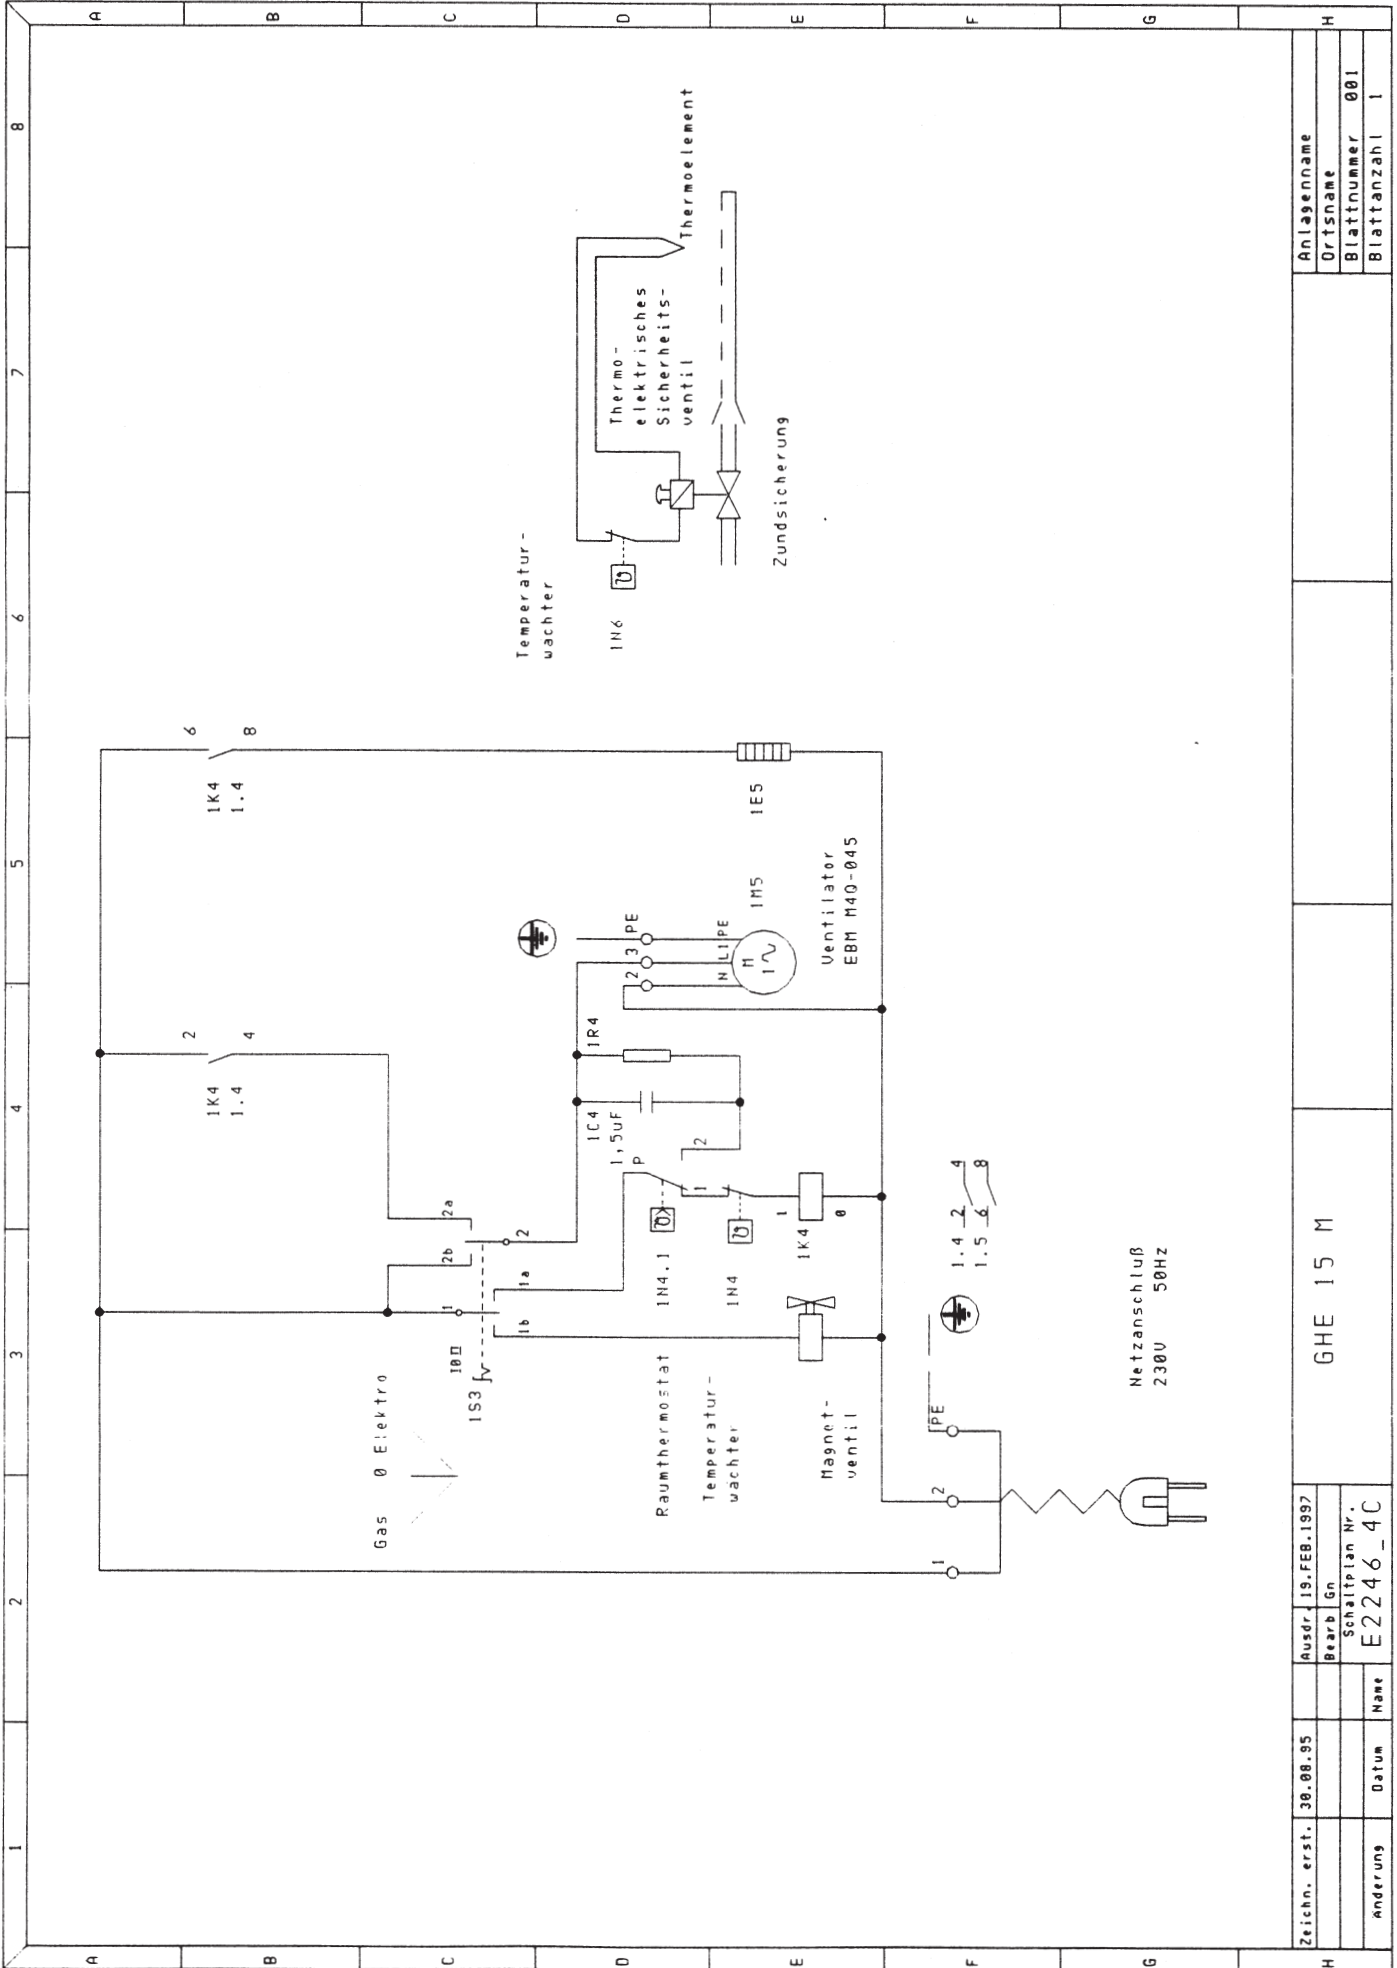 1 2 3 4 5 6 7 8
A
B
C
D
E
F
G
H
A
B
C
D
E
F
G
H
Gas 0 Elektro
10
1S3
1
2b
2a
1b
1a
2
1K4
1.4
2
4
1K4
1.4
6
8
Raumthermostat
1N4.1
P
1
2
Temperatur-
wachter
1N4
1C4
1,5uF
1R4
2 3 PE
N L1 PE
M
1
1M5
Ventilator
EBM M4Q-045
1E5
Magnet-
ventil
1K4
1
0
1
2
PE
1.4 2 4
1.5 6 8
Netzanschluß
230V 50Hz
Temperatur-
wachter
1N6
Thermo-
elektrisches
Sicherheits-
ventil
Thermoelement
Zundsicherung
Zeichn. erst. 30.08.95
Ausdr. 19.FEB.1997
Bearb Gn
Schaltplan Nr.
E2246_4C
Anderung Datum Name
GHE 15 M
Anlagenname
Ortsname
Blattnummer 001
Blattanzahl 1